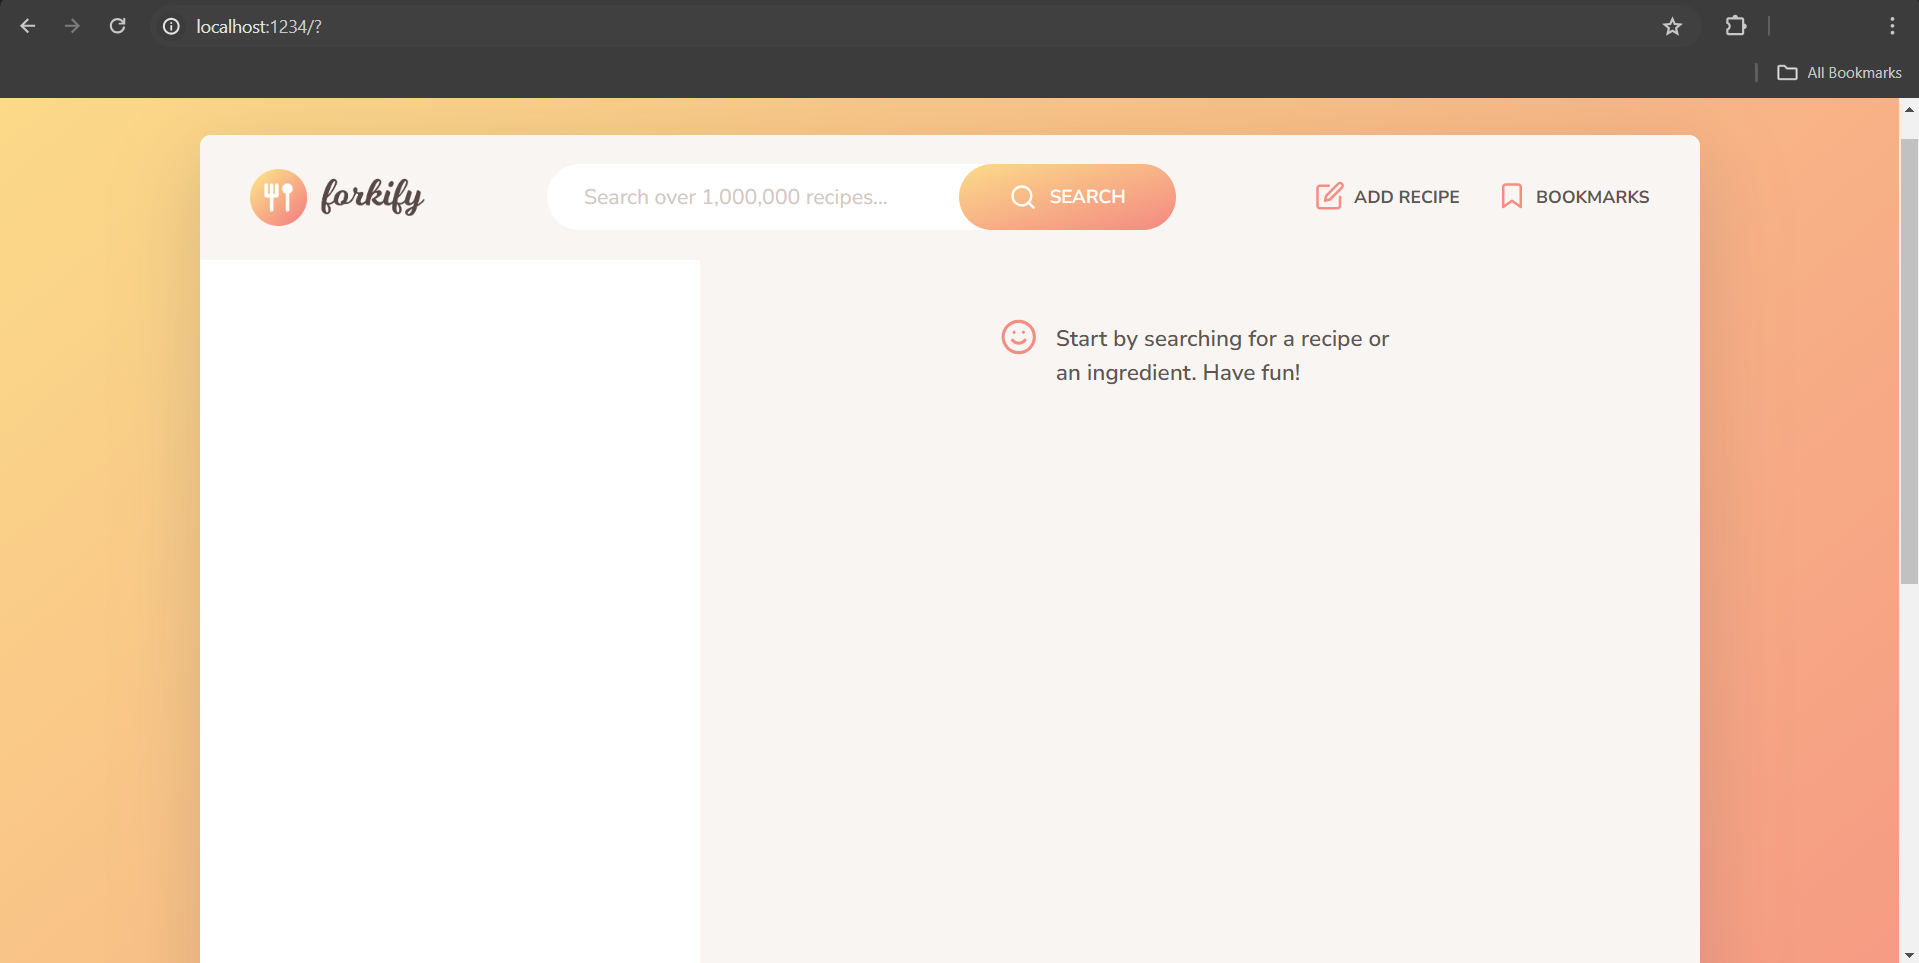 localhost:1234/?
All Bookmarks
forkify
Search over 1,000,000 recipes...
SEARCH
ADD RECIPE
BOOKMARKS
Start by searching for a recipe or
an ingredient. Have fun!